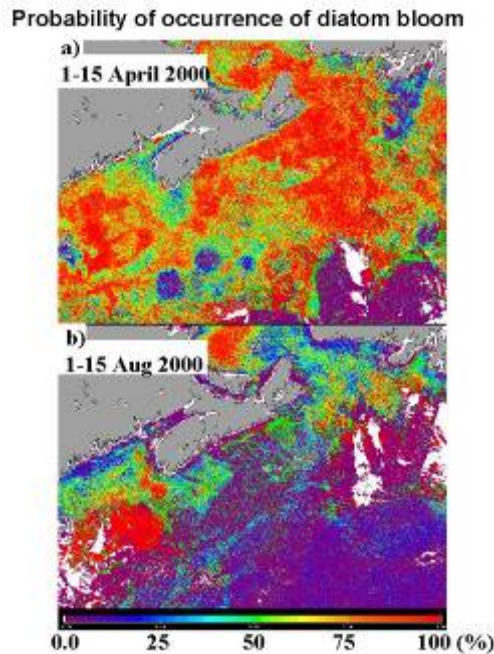 Probability of occurrence of diatom bloom
a)
1-15 April 2000
b)
1-15 Aug 2000
0.0 25 50 75 100 (%)